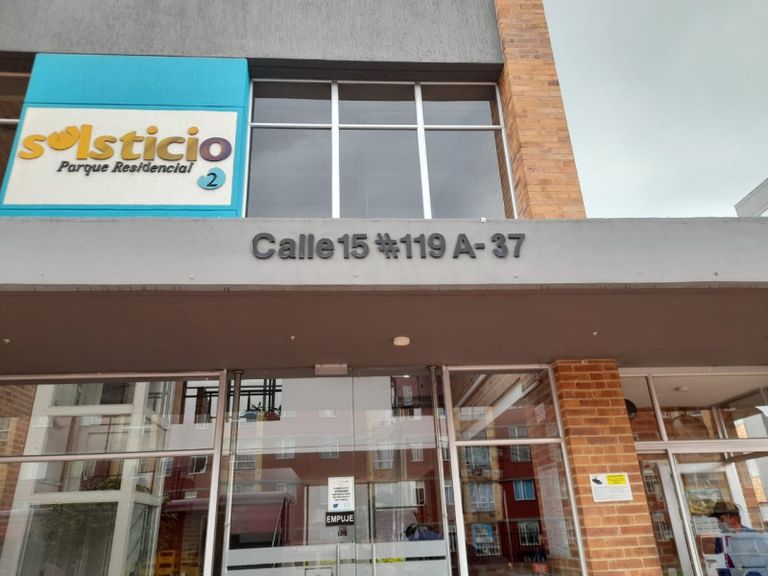 solsticio
Parque Residencial
2
Calle 15 #119 A-37
EMPUJE